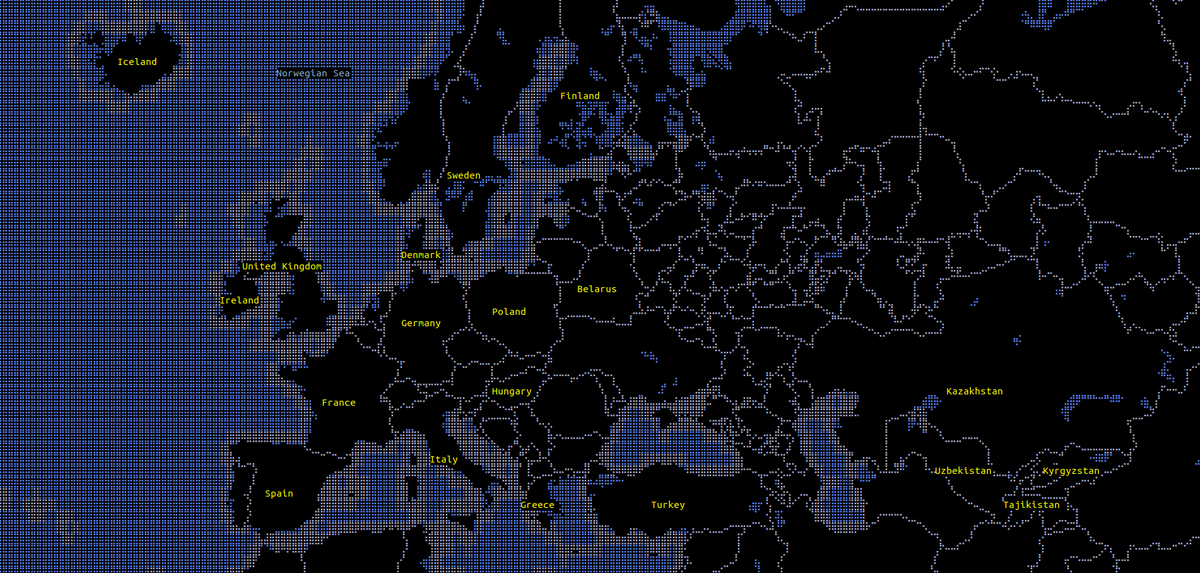 Iceland
Norwegian Sea
Finland
Sweden
Denmark
United Kingdom
Belarus
Ireland
Poland
Germany
Hungary
Kazakhstan
France
Italy
Uzbekistan
Kyrgyzstan
Spain
Greece
Turkey
Tajikistan